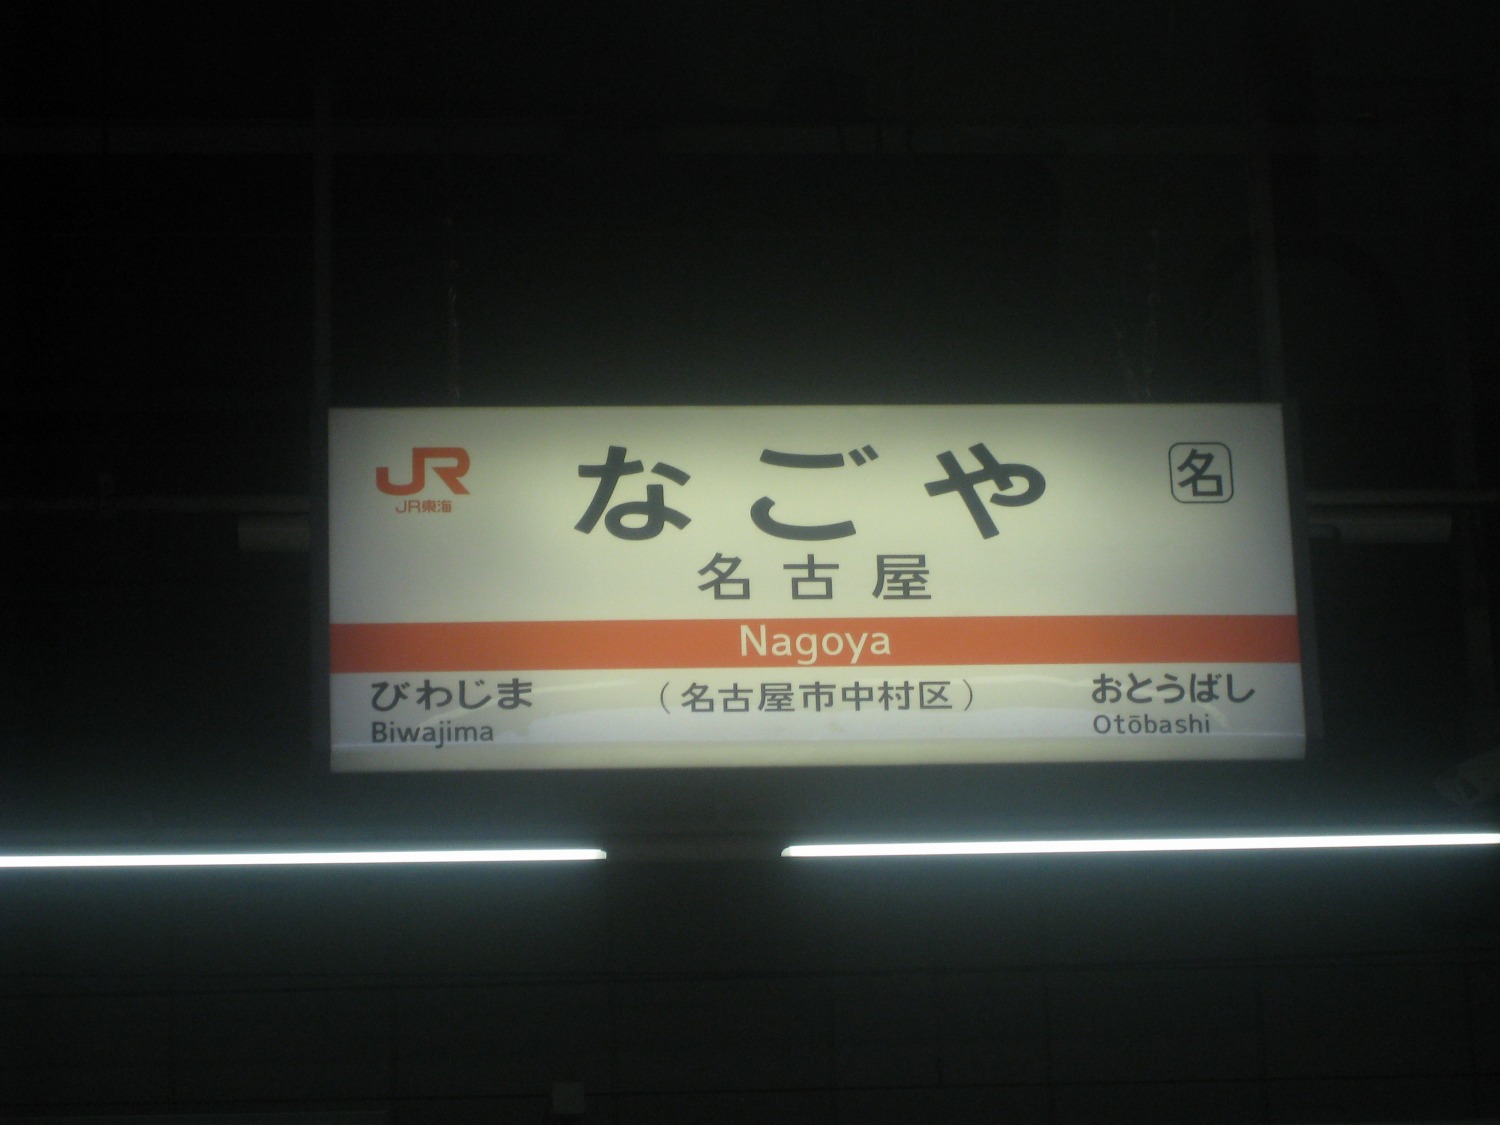 JR
JR東海
なごや
名
名古屋
Nagoya
びわじま
(名古屋市中村区)
おとうばし
Biwajima
Otōbashi